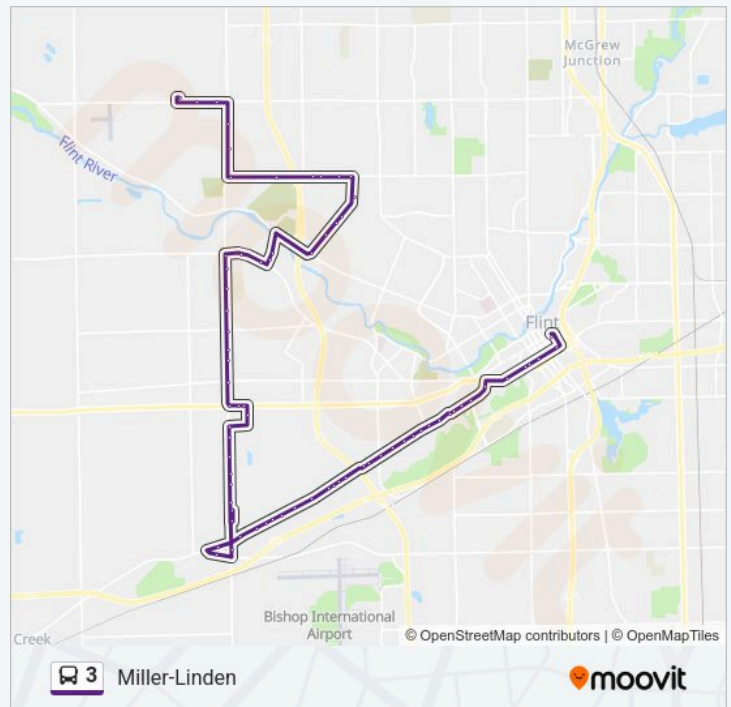 McGrew
Junction
Flint River
Flint
Bishop International
Airport
Creek
© OpenStreetMap contributors | © OpenMapTiles
3 Miller-Linden
moovit